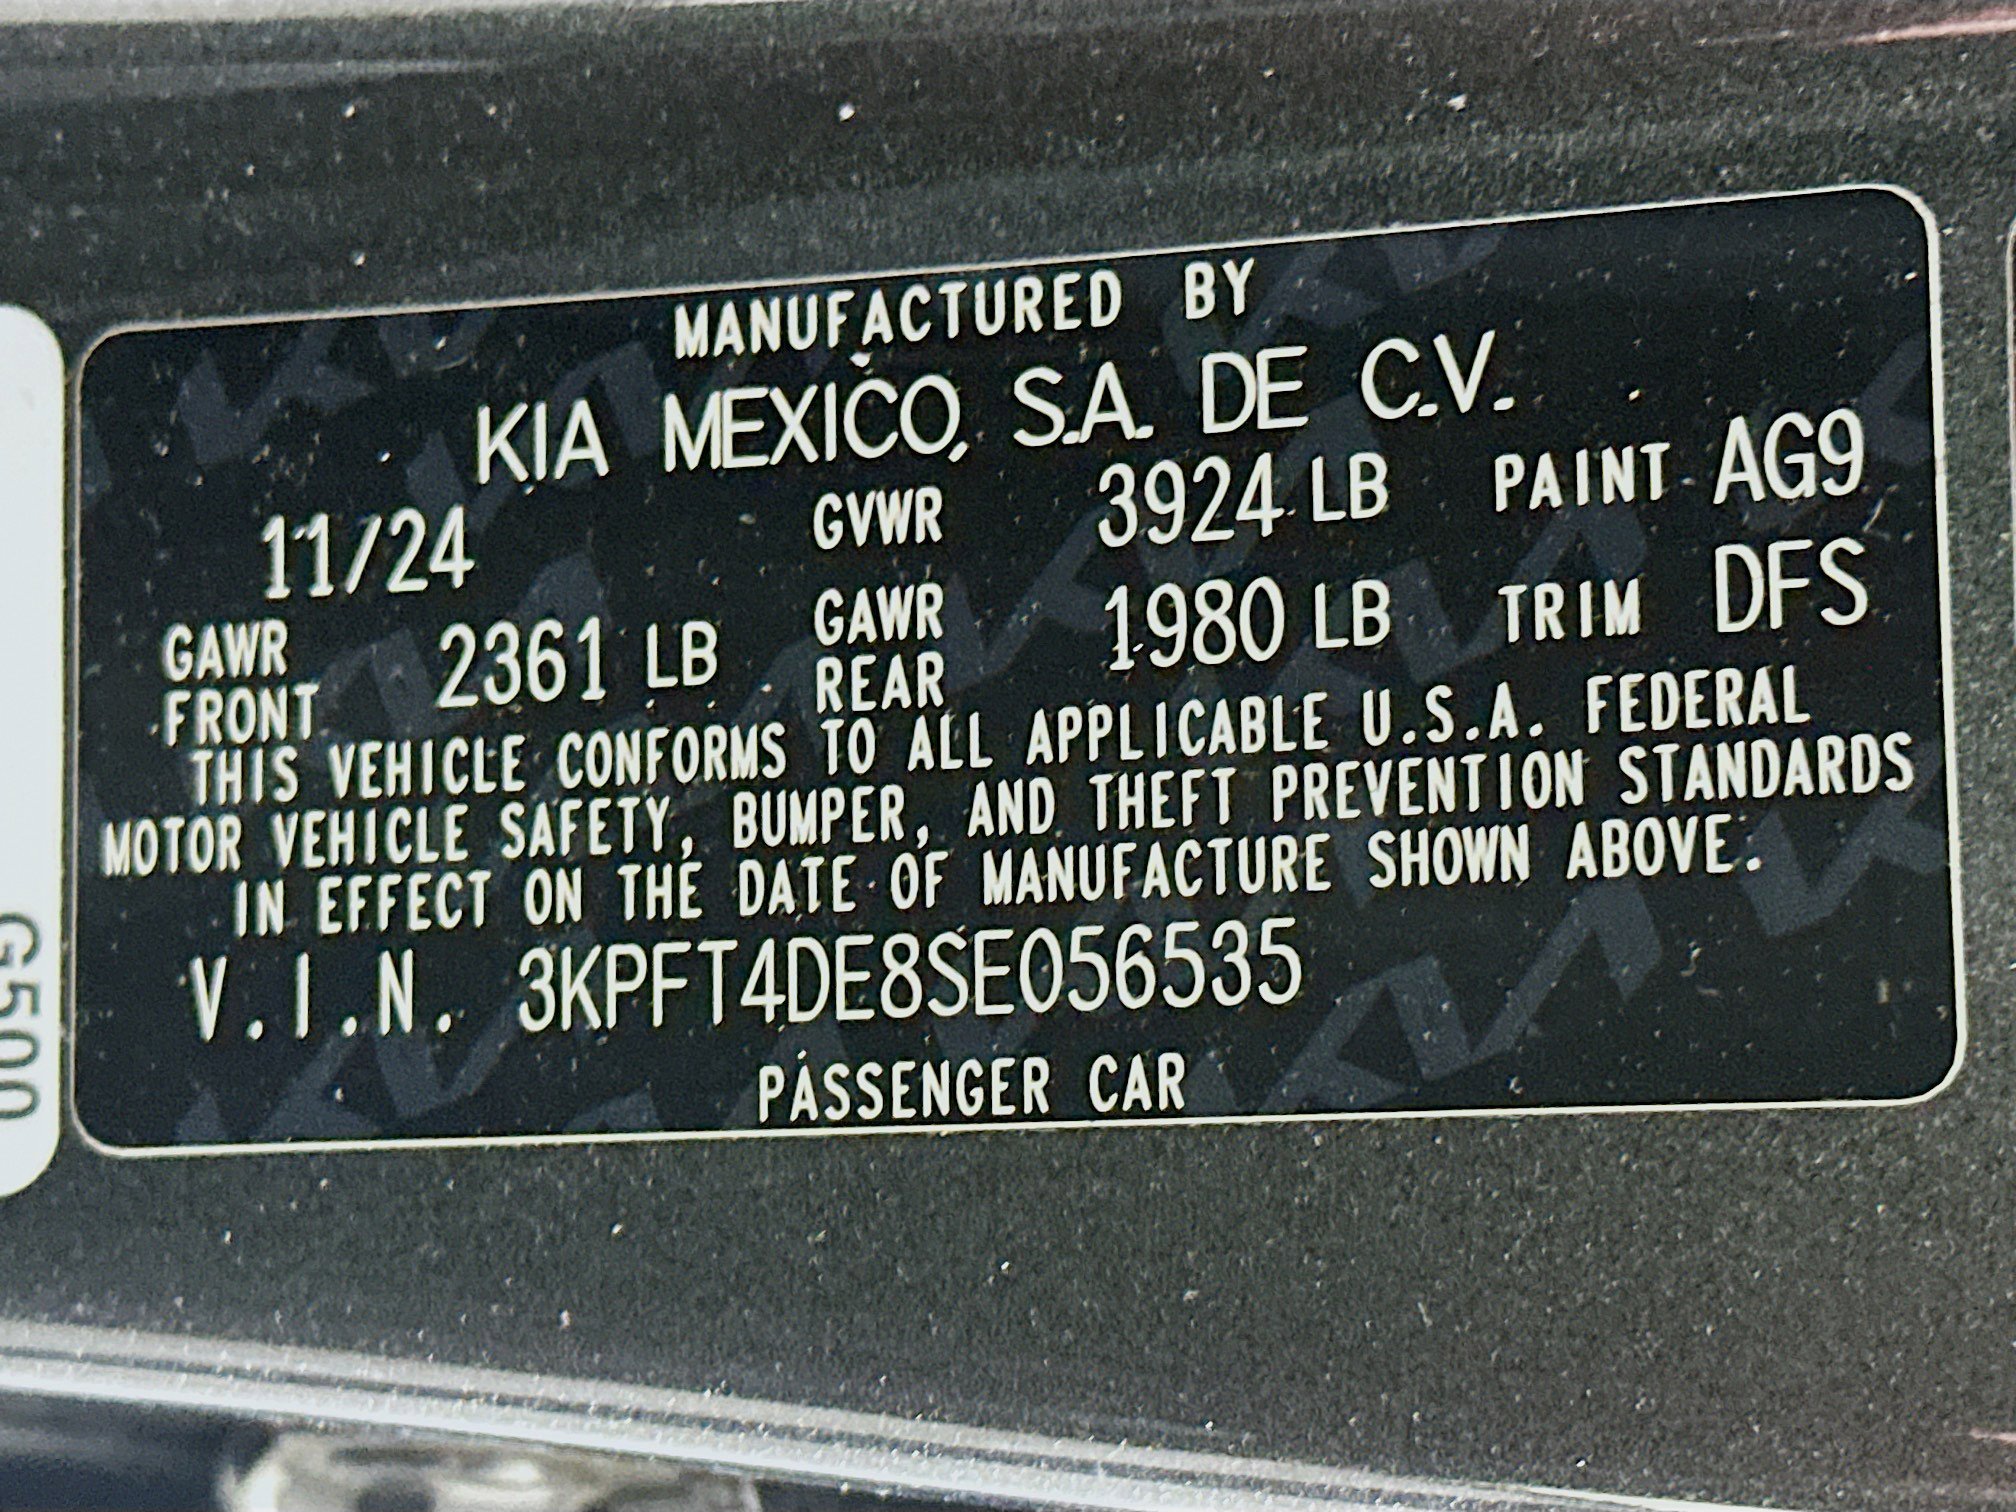 MANUFACTURED BY
KIA MEXICO, S.A. DE C.V.
11/24 GVWR 3924 LB PAINT AG9
GAWR FRONT 2361 LB GAWR REAR 1980 LB TRIM DFS
THIS VEHICLE CONFORMS TO ALL APPLICABLE U.S.A. FEDERAL
MOTOR VEHICLE SAFETY, BUMPER, AND THEFT PREVENTION STANDARDS
IN EFFECT ON THE DATE OF MANUFACTURE SHOWN ABOVE.
V.I.N. 3KPFT4DE8SE056535
PASSENGER CAR
G500